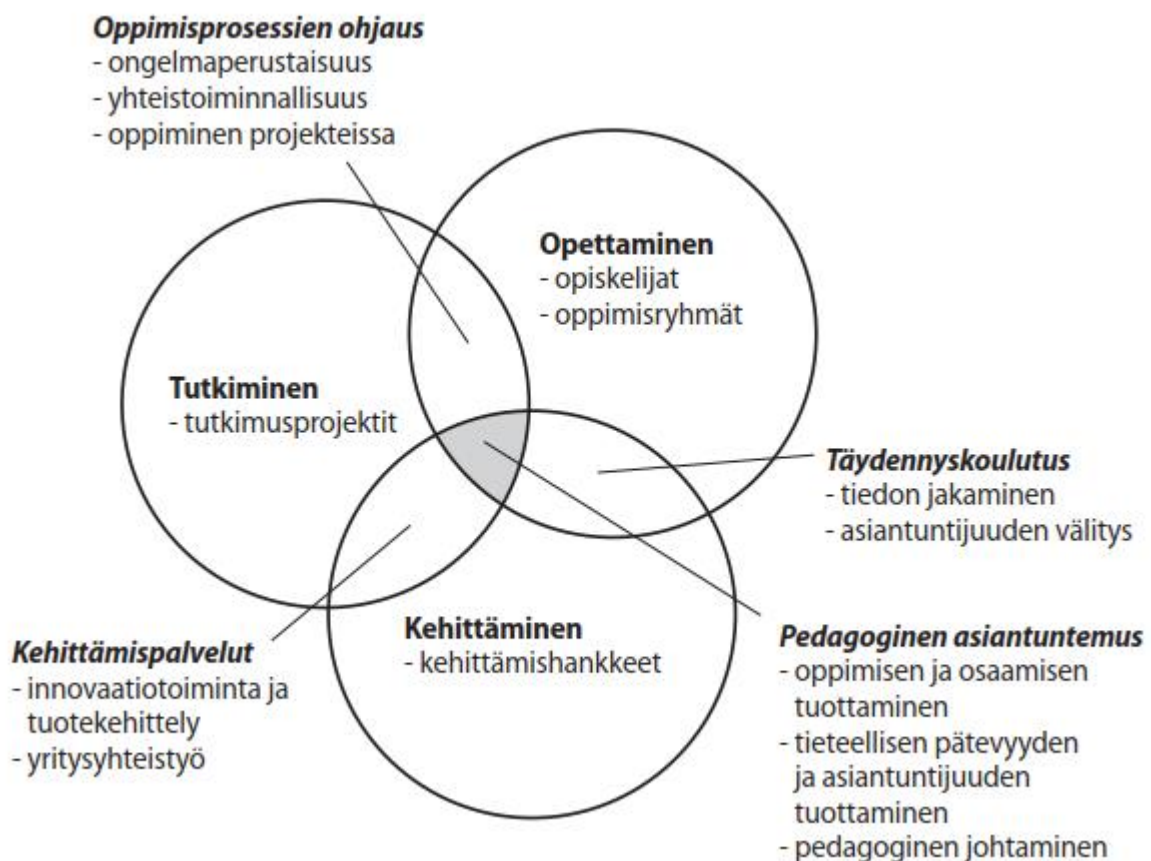 Oppimisprosessien ohjaus
- ongelmaperustaisuus
- yhteistoiminnallisuus
- oppiminen projekteissa
Opettaminen
- opiskelijat
- oppimisryhmät
Tutkiminen
- tutkimusprojektit
Täydennyskoulutus
- tiedon jakaminen
- asiantuntijuuden välitys
Kehittäminen
- kehittämishankkeet
Kehittämispalvelut
- innovaatiotoiminta ja
tuotekehittely
- yritysyhteistyö
Pedagoginen asiantuntemus
- oppimisen ja osaamisen
tuottaminen
- tieteellisen pätevyyden
ja asiantuntijuuden
tuottaminen
- pedagoginen johtaminen